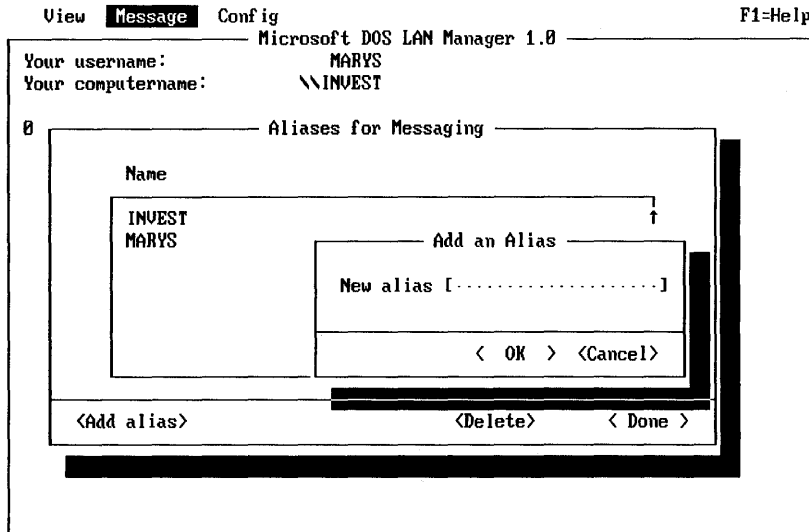 View Message Config F1=Help
Microsoft DOS LAN Manager 1.0
Your username: MARYS
Your computername: \\INVEST
0 Aliases for Messaging
Name
INVEST
MARYS
Add an Alias
New alias [····················]
< OK > <Cancel>
<Add alias> <Delete> < Done >